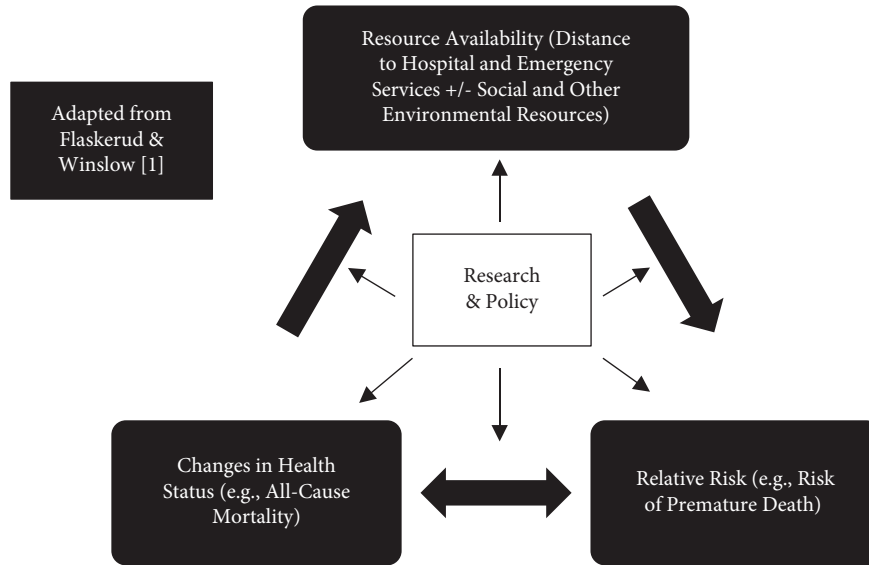 Resource Availability (Distance
to Hospital and Emergency
Services +/- Social and Other
Environmental Resources)
Adapted from
Flaskerud &
Winslow [1]
Research
& Policy
Changes in Health
Status (e.g., All-Cause
Mortality)
Relative Risk (e.g., Risk
of Premature Death)